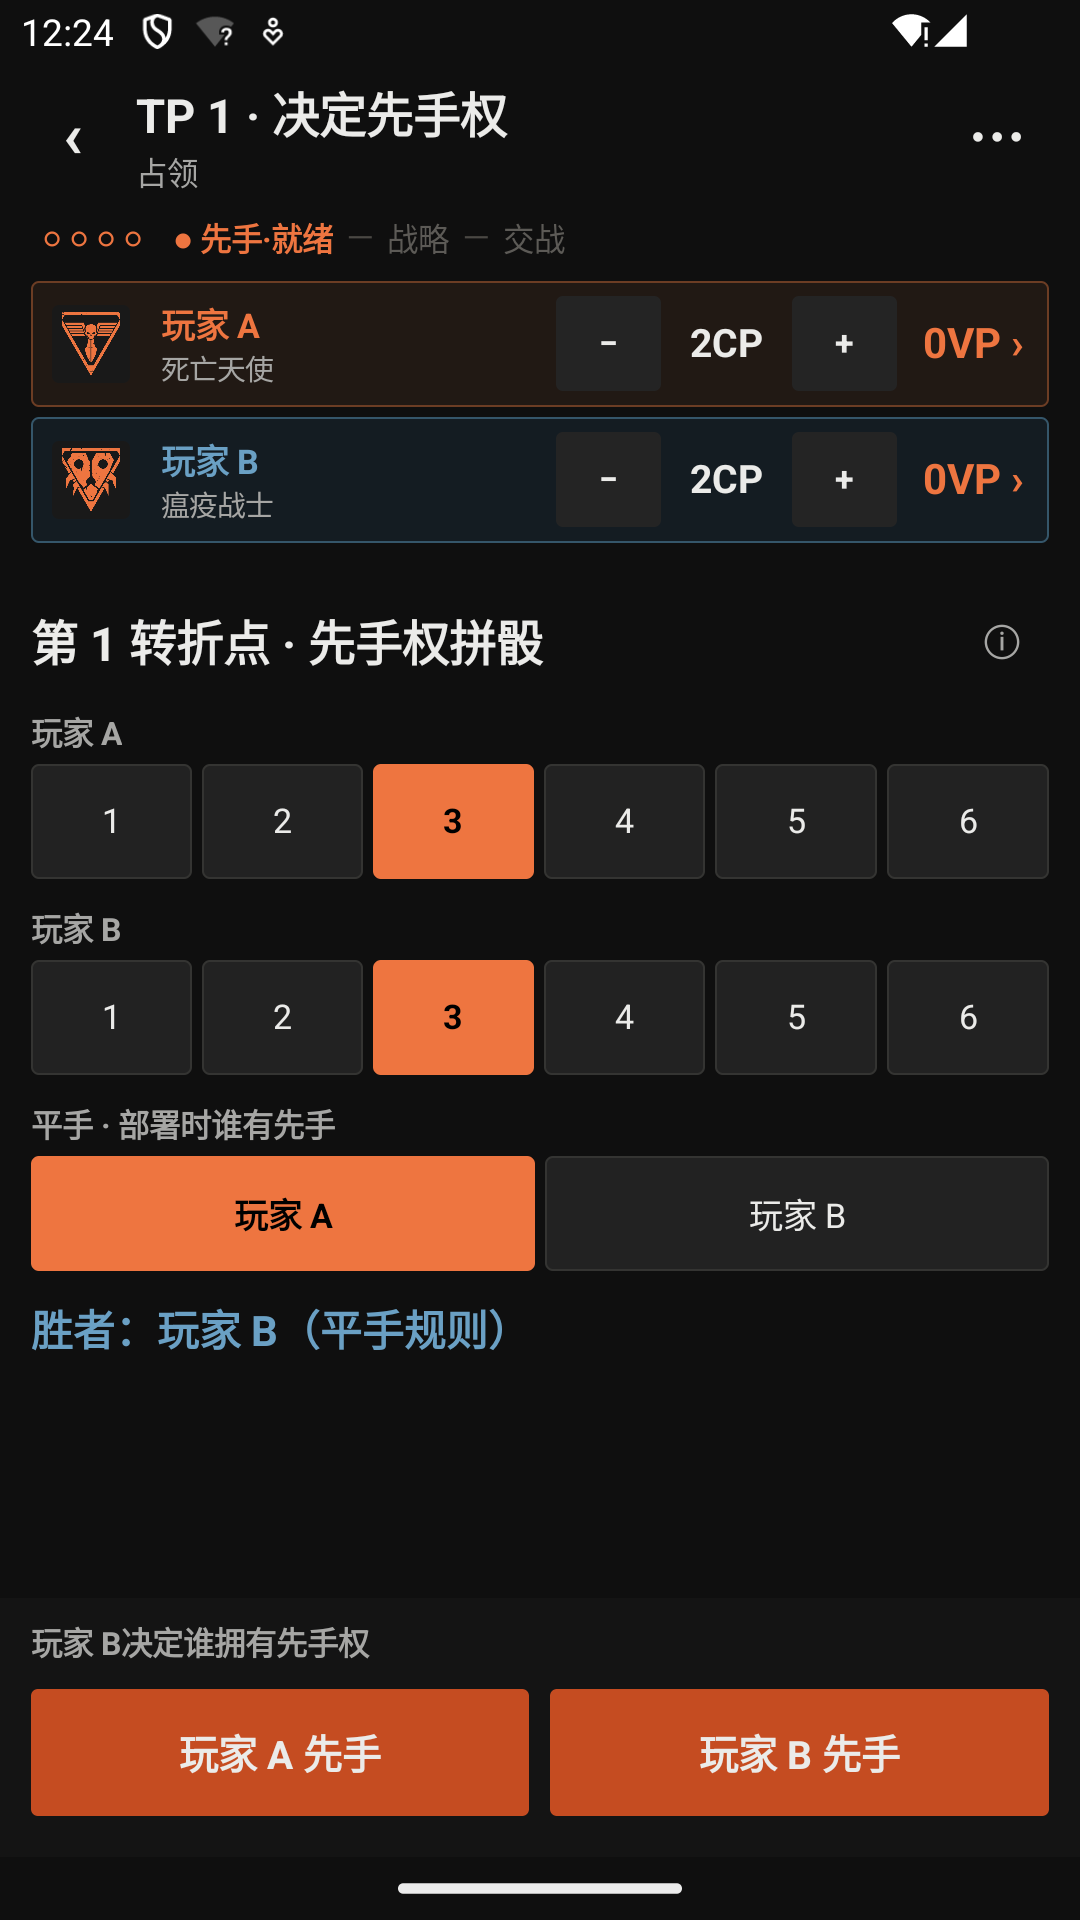 12:24
TP 1 · 决定先手权
占领
先手·就绪 — 战略 — 交战
玩家 A
死亡天使
− 2CP + 0VP ›
玩家 B
瘟疫战士
− 2CP + 0VP ›
第 1 转折点 · 先手权拼骰
玩家 A
1 2 3 4 5 6
玩家 B
1 2 3 4 5 6
平手 · 部署时谁有先手
玩家 A 玩家 B
胜者：玩家 B（平手规则）
玩家 B决定谁拥有先手权
玩家 A 先手 玩家 B 先手